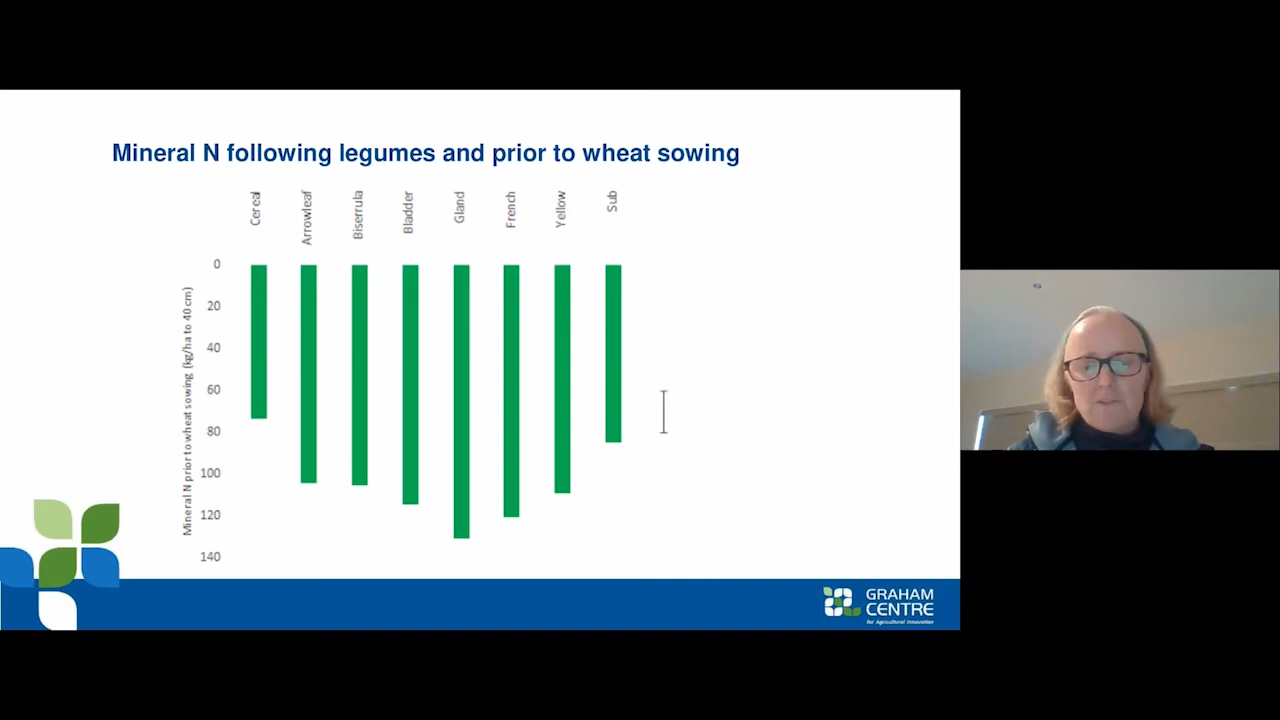 Mineral N following legumes and prior to wheat sowing
Cereal
Arrowleaf
Biserrula
Bladder
Gland
French
Yellow
Sub
Mineral N prior to wheat sowing (kg/ha to 40 cm)
0
20
40
60
80
100
120
140
GRAHAM
CENTRE
for Agricultural Innovation